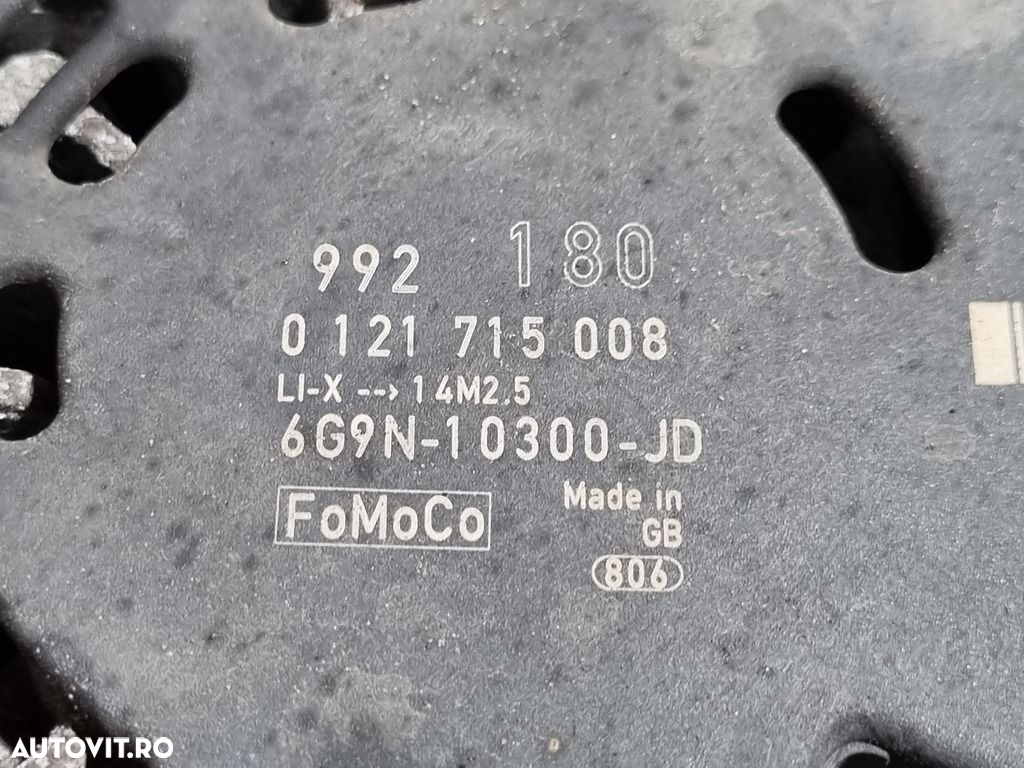 992 180
0 121 715 008
LI-X --> 14M2.5
6G9N-10300-JD
FoMoCo
Made in
GB
806
AUTOVIT.RO